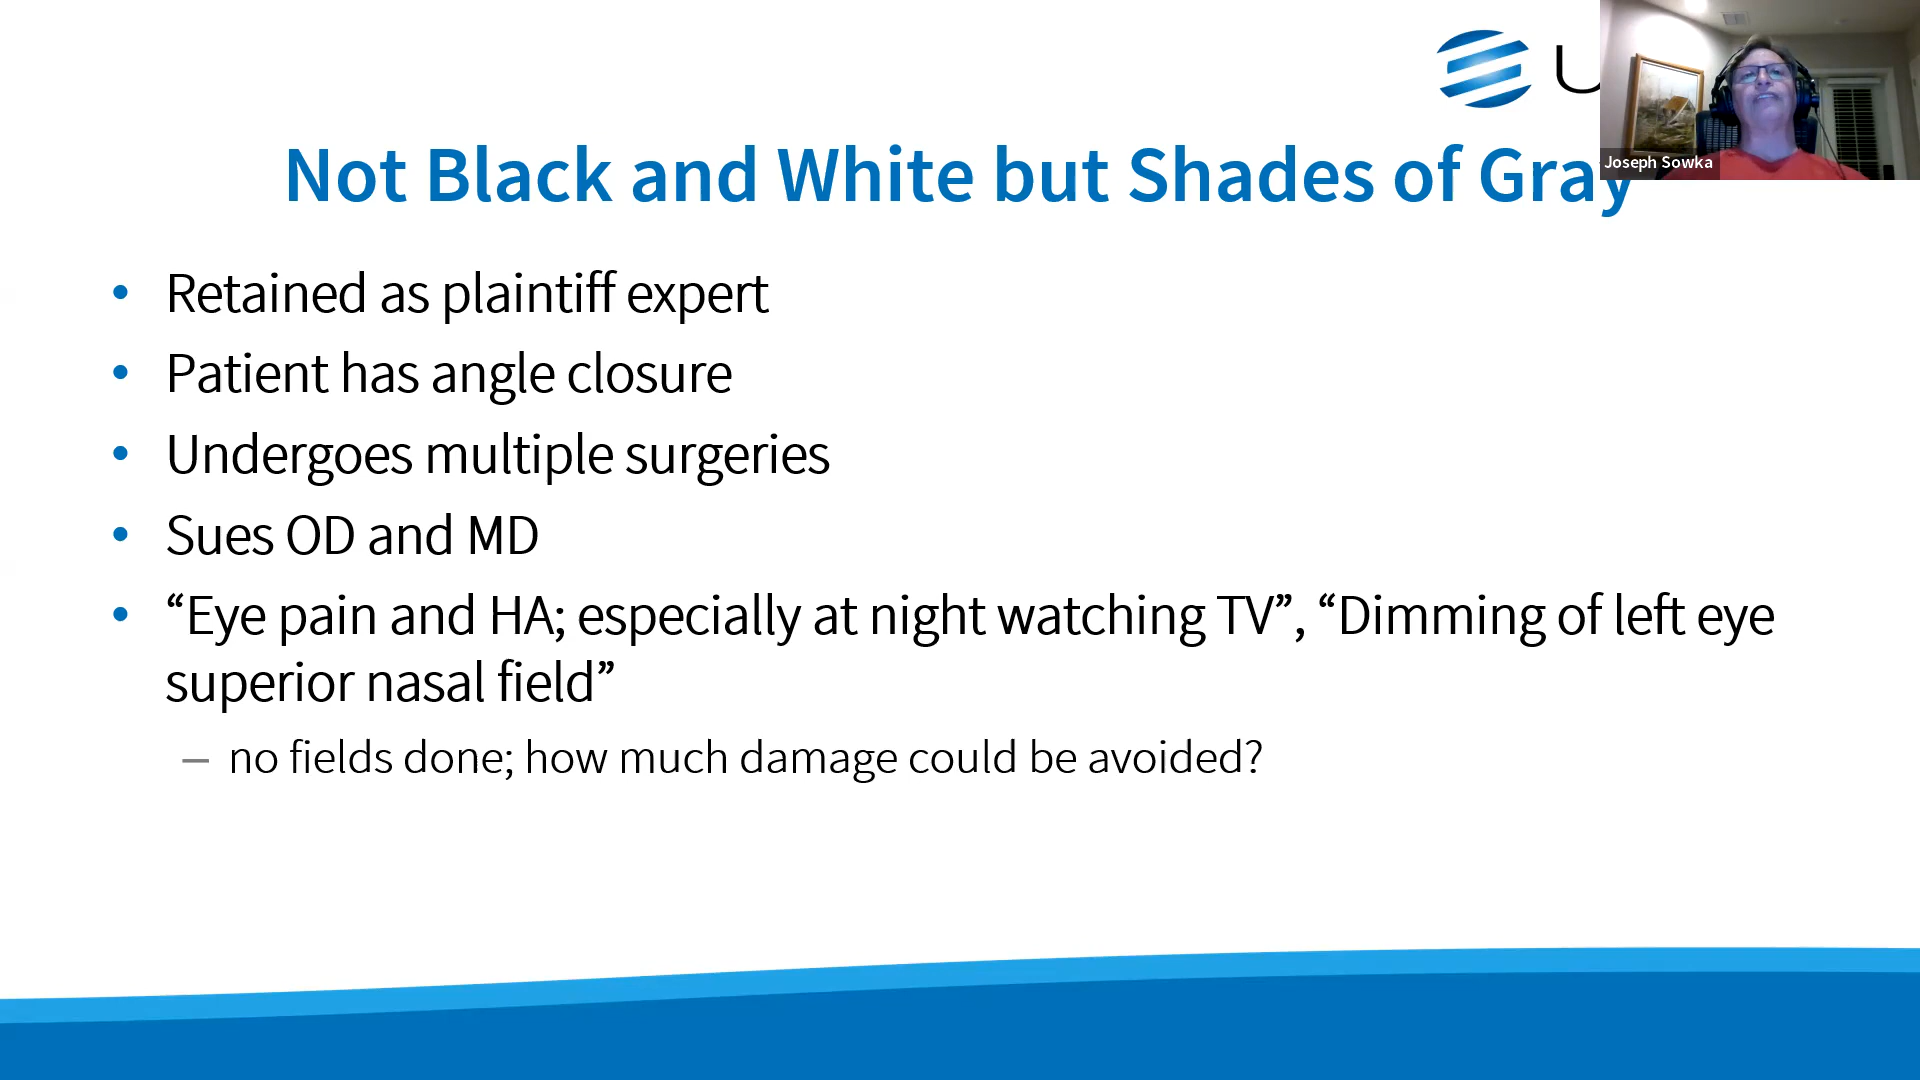 U
Joseph Sowka
Not Black and White but Shades of Gray
• Retained as plaintiff expert
• Patient has angle closure
• Undergoes multiple surgeries
• Sues OD and MD
• “Eye pain and HA; especially at night watching TV”, “Dimming of left eye
superior nasal field”
– no fields done; how much damage could be avoided?